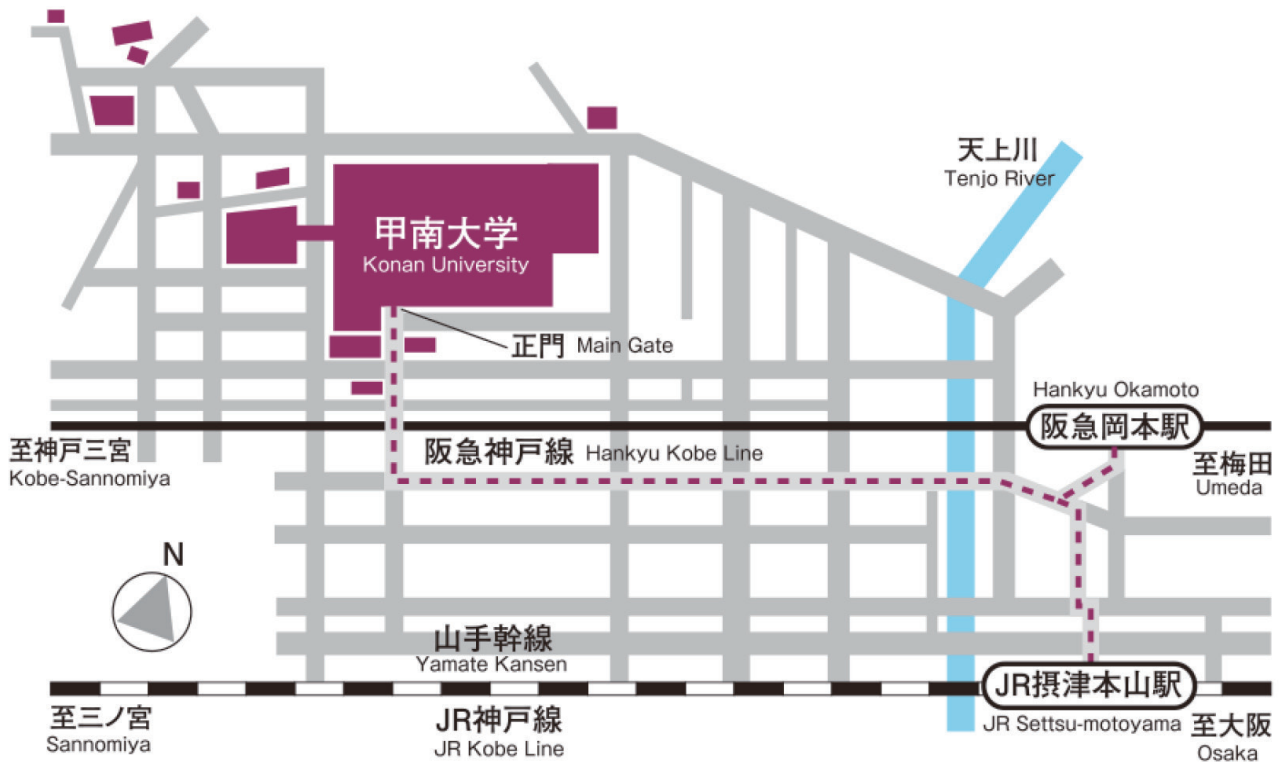 天上川
Tenjo River
甲南大学
Konan University
正門 Main Gate
Hankyu Okamoto
阪急岡本駅
至神戸三宮
Kobe-Sannomiya
阪急神戸線 Hankyu Kobe Line
至梅田
Umeda
N
山手幹線
Yamate Kansen
JR摂津本山駅
JR Settsu-motoyama
至三ノ宮
Sannomiya
JR神戸線
JR Kobe Line
至大阪
Osaka